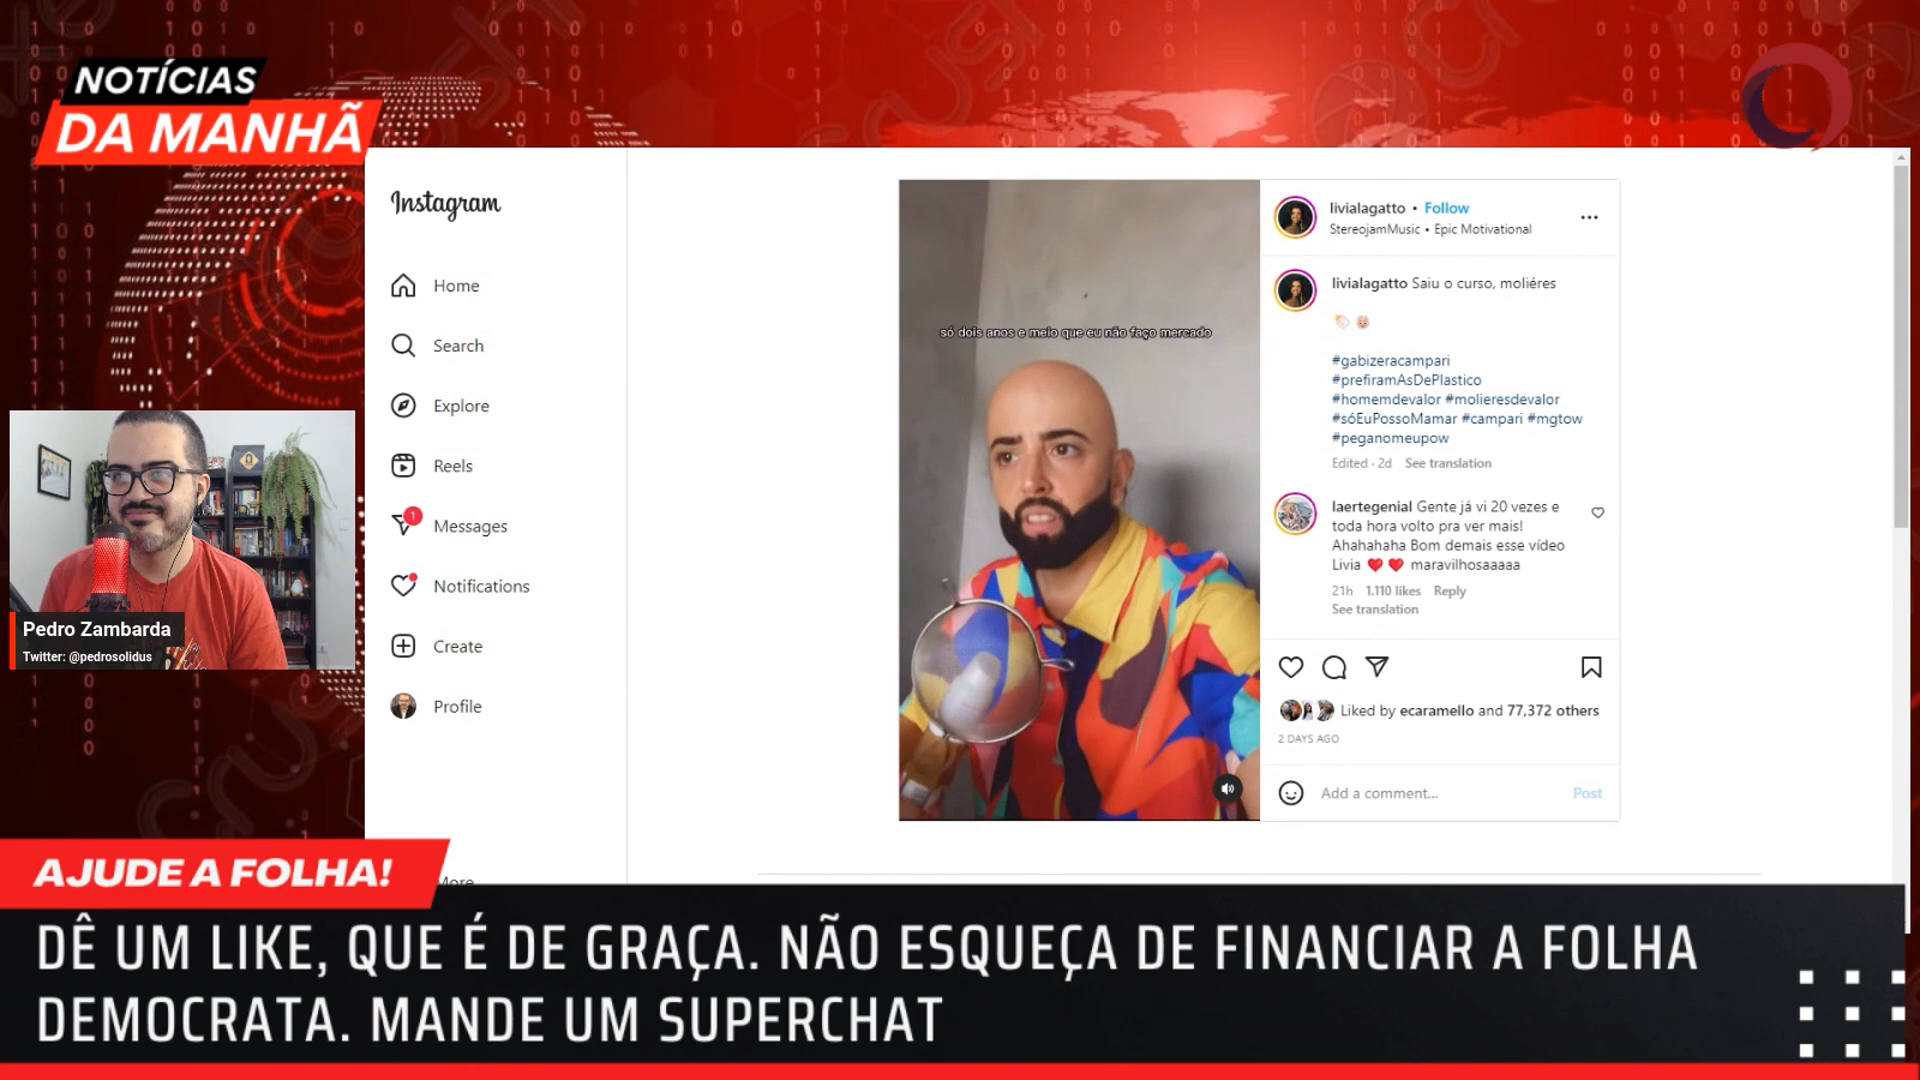 NOTÍCIAS
DA MANHÃ
Instagram
Home
Search
Explore
Reels
1
Messages
Notifications
Create
Profile
More
só dois anos e meio que eu não faço mercado
livialagatto • Follow
StereojamMusic • Epic Motivational
livialagatto Saiu o curso, moliéres
#gabizeracampari
#prefiramAsDePlastico
#homemdevalor #molieresdevalor
#sóEuPossoMamar #campari #mgtow
#peganomeupow
Edited · 2d See translation
laertegenial Gente já vi 20 vezes e
toda hora volto pra ver mais!
Ahahahaha Bom demais esse vídeo
Livia ❤️ ❤️ maravilhosaaaaa
21h 1.110 likes Reply
See translation
Liked by ecaramello and 77,372 others
2 DAYS AGO
Add a comment... Post
Pedro Zambarda
Twitter: @pedrosolidus
AJUDE A FOLHA!
DÊ UM LIKE, QUE É DE GRAÇA. NÃO ESQUEÇA DE FINANCIAR A FOLHA
DEMOCRATA. MANDE UM SUPERCHAT